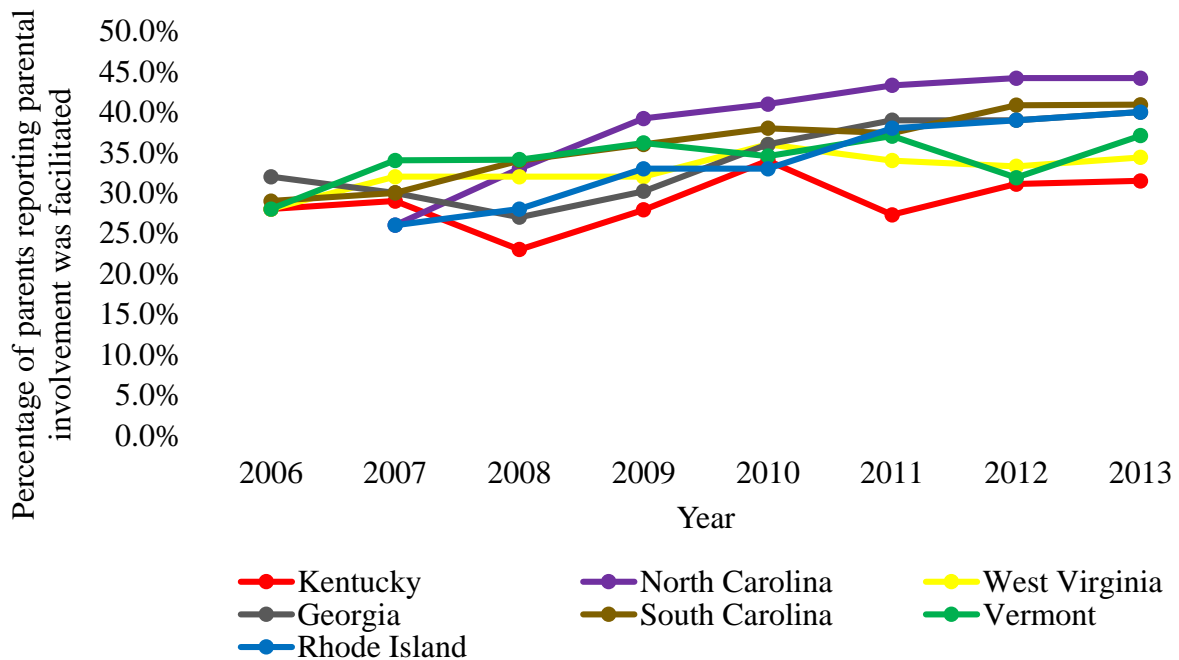 Percentage of parents reporting parental
involvement was facilitated
50.0%
45.0%
40.0%
35.0%
30.0%
25.0%
20.0%
15.0%
10.0%
5.0%
0.0%
2006 2007 2008 2009 2010 2011 2012 2013
Year
Kentucky North Carolina West Virginia
Georgia South Carolina Vermont
Rhode Island